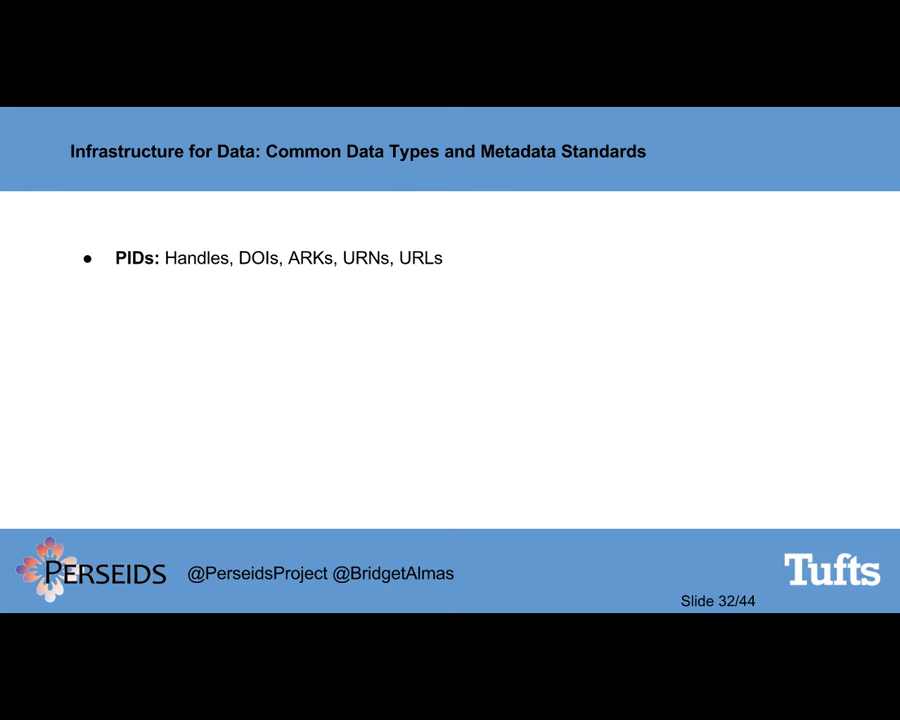 Infrastructure for Data: Common Data Types and Metadata Standards
● PIDs: Handles, DOIs, ARKs, URNs, URLs
PERSEIDS
@PerseidsProject @BridgetAlmas
Tufts
Slide 32/44